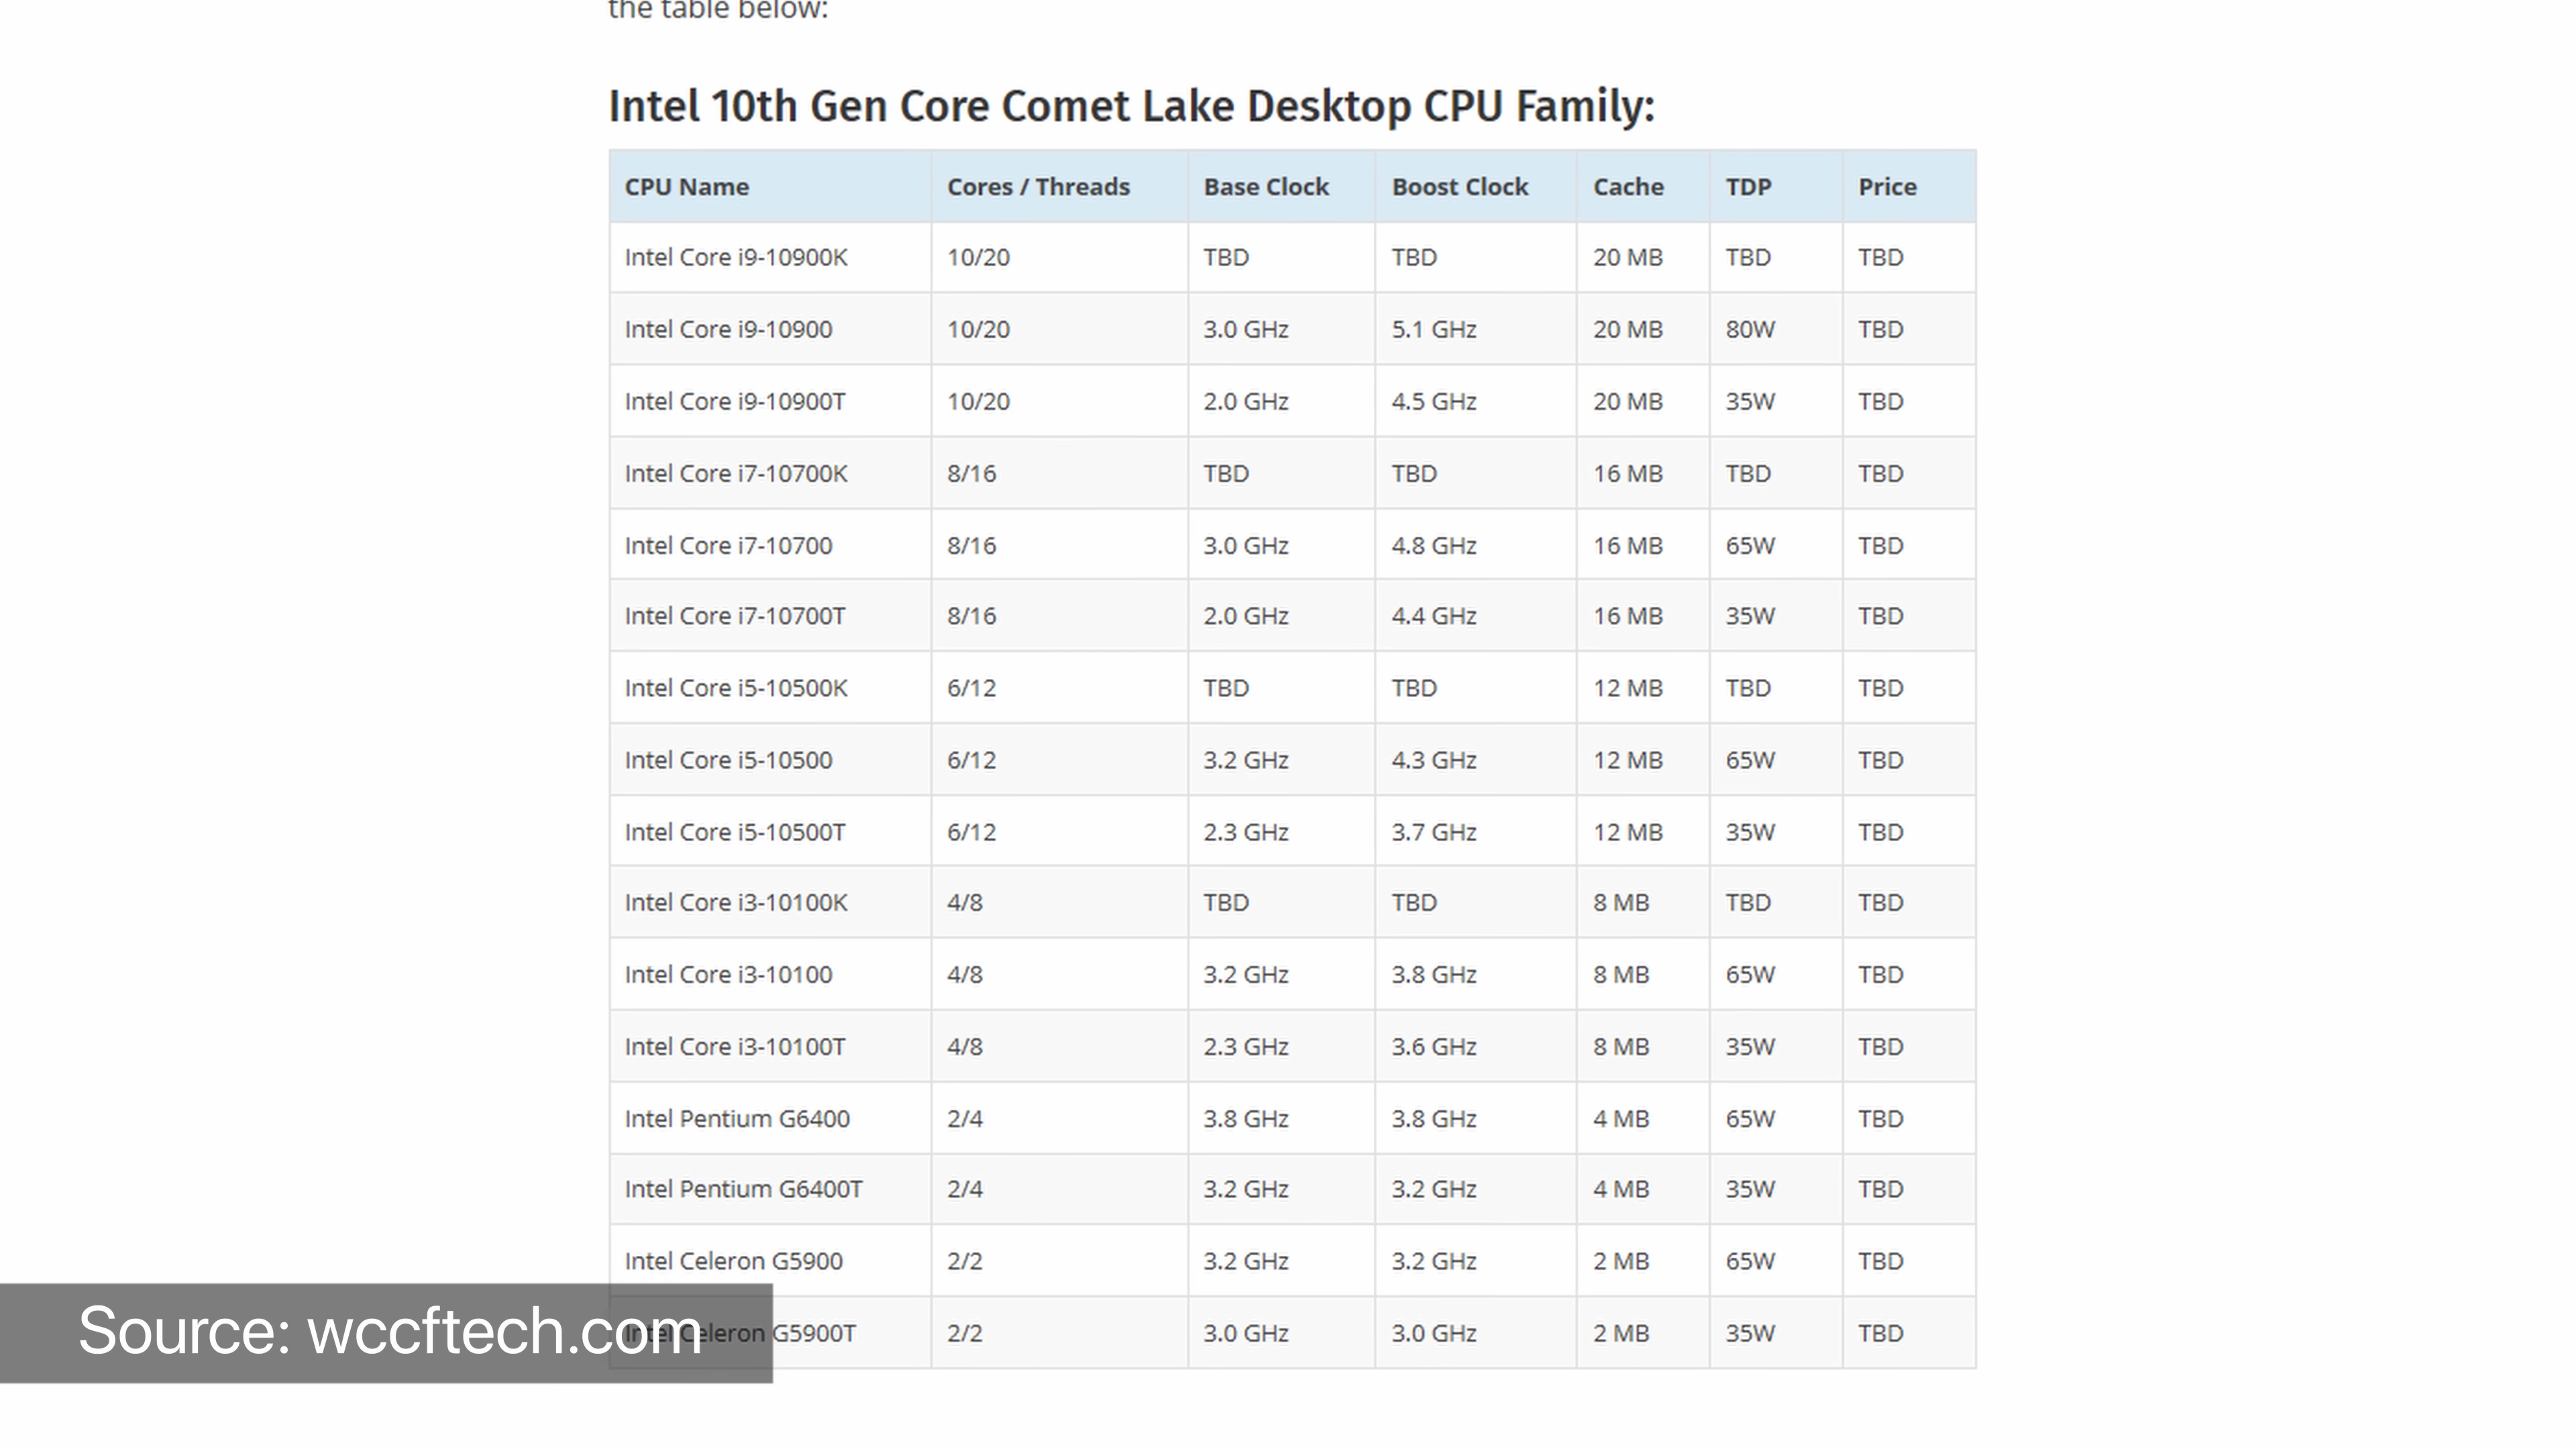 the table below:
Intel 10th Gen Core Comet Lake Desktop CPU Family:
CPU Name Cores / Threads Base Clock Boost Clock Cache TDP Price
Intel Core i9-10900K 10/20 TBD TBD 20 MB TBD TBD
Intel Core i9-10900 10/20 3.0 GHz 5.1 GHz 20 MB 80W TBD
Intel Core i9-10900T 10/20 2.0 GHz 4.5 GHz 20 MB 35W TBD
Intel Core i7-10700K 8/16 TBD TBD 16 MB TBD TBD
Intel Core i7-10700 8/16 3.0 GHz 4.8 GHz 16 MB 65W TBD
Intel Core i7-10700T 8/16 2.0 GHz 4.4 GHz 16 MB 35W TBD
Intel Core i5-10500K 6/12 TBD TBD 12 MB TBD TBD
Intel Core i5-10500 6/12 3.2 GHz 4.3 GHz 12 MB 65W TBD
Intel Core i5-10500T 6/12 2.3 GHz 3.7 GHz 12 MB 35W TBD
Intel Core i3-10100K 4/8 TBD TBD 8 MB TBD TBD
Intel Core i3-10100 4/8 3.2 GHz 3.8 GHz 8 MB 65W TBD
Intel Core i3-10100T 4/8 2.3 GHz 3.6 GHz 8 MB 35W TBD
Intel Pentium G6400 2/4 3.8 GHz 3.8 GHz 4 MB 65W TBD
Intel Pentium G6400T 2/4 3.2 GHz 3.2 GHz 4 MB 35W TBD
Intel Celeron G5900 2/2 3.2 GHz 3.2 GHz 2 MB 65W TBD
Intel Celeron G5900T 2/2 3.0 GHz 3.0 GHz 2 MB 35W TBD
Source: wccftech.com